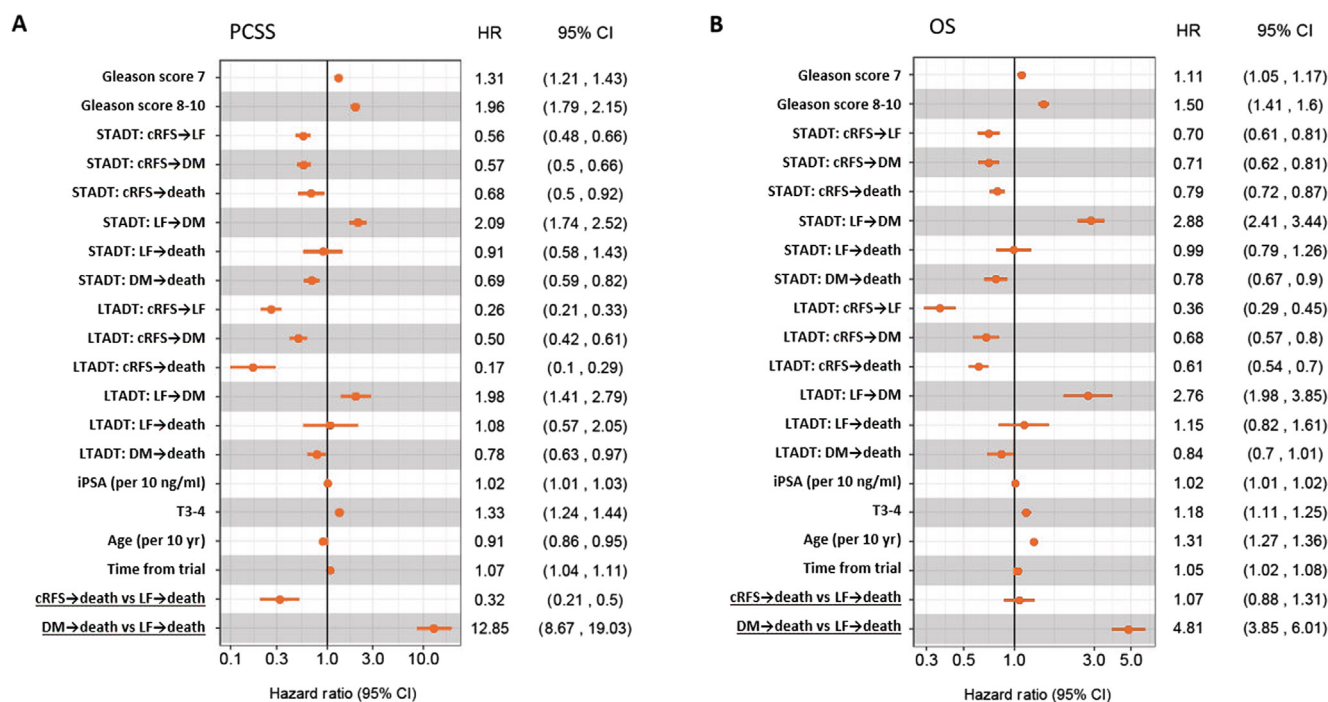 A
PCSS
HR
95% CI
Gleason score 7
1.31
(1.21 , 1.43)
Gleason score 8-10
1.96
(1.79 , 2.15)
STADT: cRFS→LF
0.56
(0.48 , 0.66)
STADT: cRFS→DM
0.57
(0.5 , 0.66)
STADT: cRFS→death
0.68
(0.5 , 0.92)
STADT: LF→DM
2.09
(1.74 , 2.52)
STADT: LF→death
0.91
(0.58 , 1.43)
STADT: DM→death
0.69
(0.59 , 0.82)
LTADT: cRFS→LF
0.26
(0.21 , 0.33)
LTADT: cRFS→DM
0.50
(0.42 , 0.61)
LTADT: cRFS→death
0.17
(0.1 , 0.29)
LTADT: LF→DM
1.98
(1.41 , 2.79)
LTADT: LF→death
1.08
(0.57 , 2.05)
LTADT: DM→death
0.78
(0.63 , 0.97)
iPSA (per 10 ng/ml)
1.02
(1.01 , 1.03)
T3-4
1.33
(1.24 , 1.44)
Age (per 10 yr)
0.91
(0.86 , 0.95)
Time from trial
1.07
(1.04 , 1.11)
cRFS→death vs LF→death
0.32
(0.21 , 0.5)
DM→death vs LF→death
12.85
(8.67 , 19.03)
0.1 0.3 1.0 3.0 10.0
Hazard ratio (95% CI)
B
OS
HR
95% CI
Gleason score 7
1.11
(1.05 , 1.17)
Gleason score 8-10
1.50
(1.41 , 1.6)
STADT: cRFS→LF
0.70
(0.61 , 0.81)
STADT: cRFS→DM
0.71
(0.62 , 0.81)
STADT: cRFS→death
0.79
(0.72 , 0.87)
STADT: LF→DM
2.88
(2.41 , 3.44)
STADT: LF→death
0.99
(0.79 , 1.26)
STADT: DM→death
0.78
(0.67 , 0.9)
LTADT: cRFS→LF
0.36
(0.29 , 0.45)
LTADT: cRFS→DM
0.68
(0.57 , 0.8)
LTADT: cRFS→death
0.61
(0.54 , 0.7)
LTADT: LF→DM
2.76
(1.98 , 3.85)
LTADT: LF→death
1.15
(0.82 , 1.61)
LTADT: DM→death
0.84
(0.7 , 1.01)
iPSA (per 10 ng/ml)
1.02
(1.01 , 1.02)
T3-4
1.18
(1.11 , 1.25)
Age (per 10 yr)
1.31
(1.27 , 1.36)
Time from trial
1.05
(1.02 , 1.08)
cRFS→death vs LF→death
1.07
(0.88 , 1.31)
DM→death vs LF→death
4.81
(3.85 , 6.01)
0.3 0.5 1.0 3.0 5.0
Hazard ratio (95% CI)